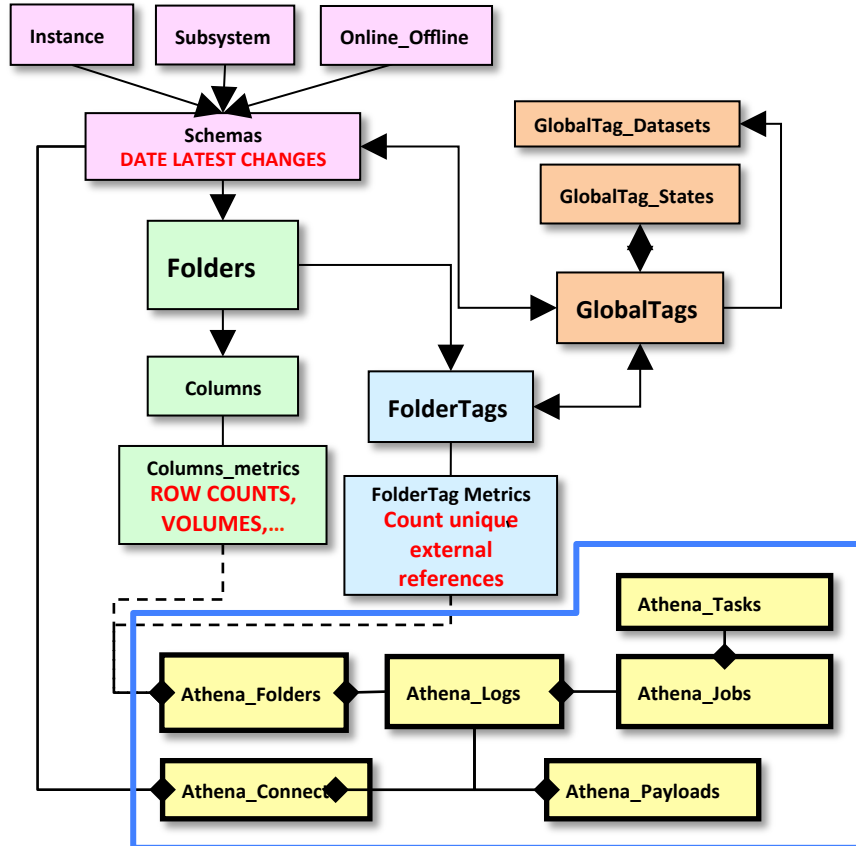 Instance
Subsystem
Online_Offline
Schemas
DATE LATEST CHANGES
GlobalTag_Datasets
GlobalTag_States
Folders
GlobalTags
Columns
FolderTags
Columns_metrics
ROW COUNTS,
VOLUMES,...
FolderTag Metrics
Count unique
external
references
Athena_Tasks
Athena_Folders
Athena_Logs
Athena_Jobs
Athena_Connect
Athena_Payloads